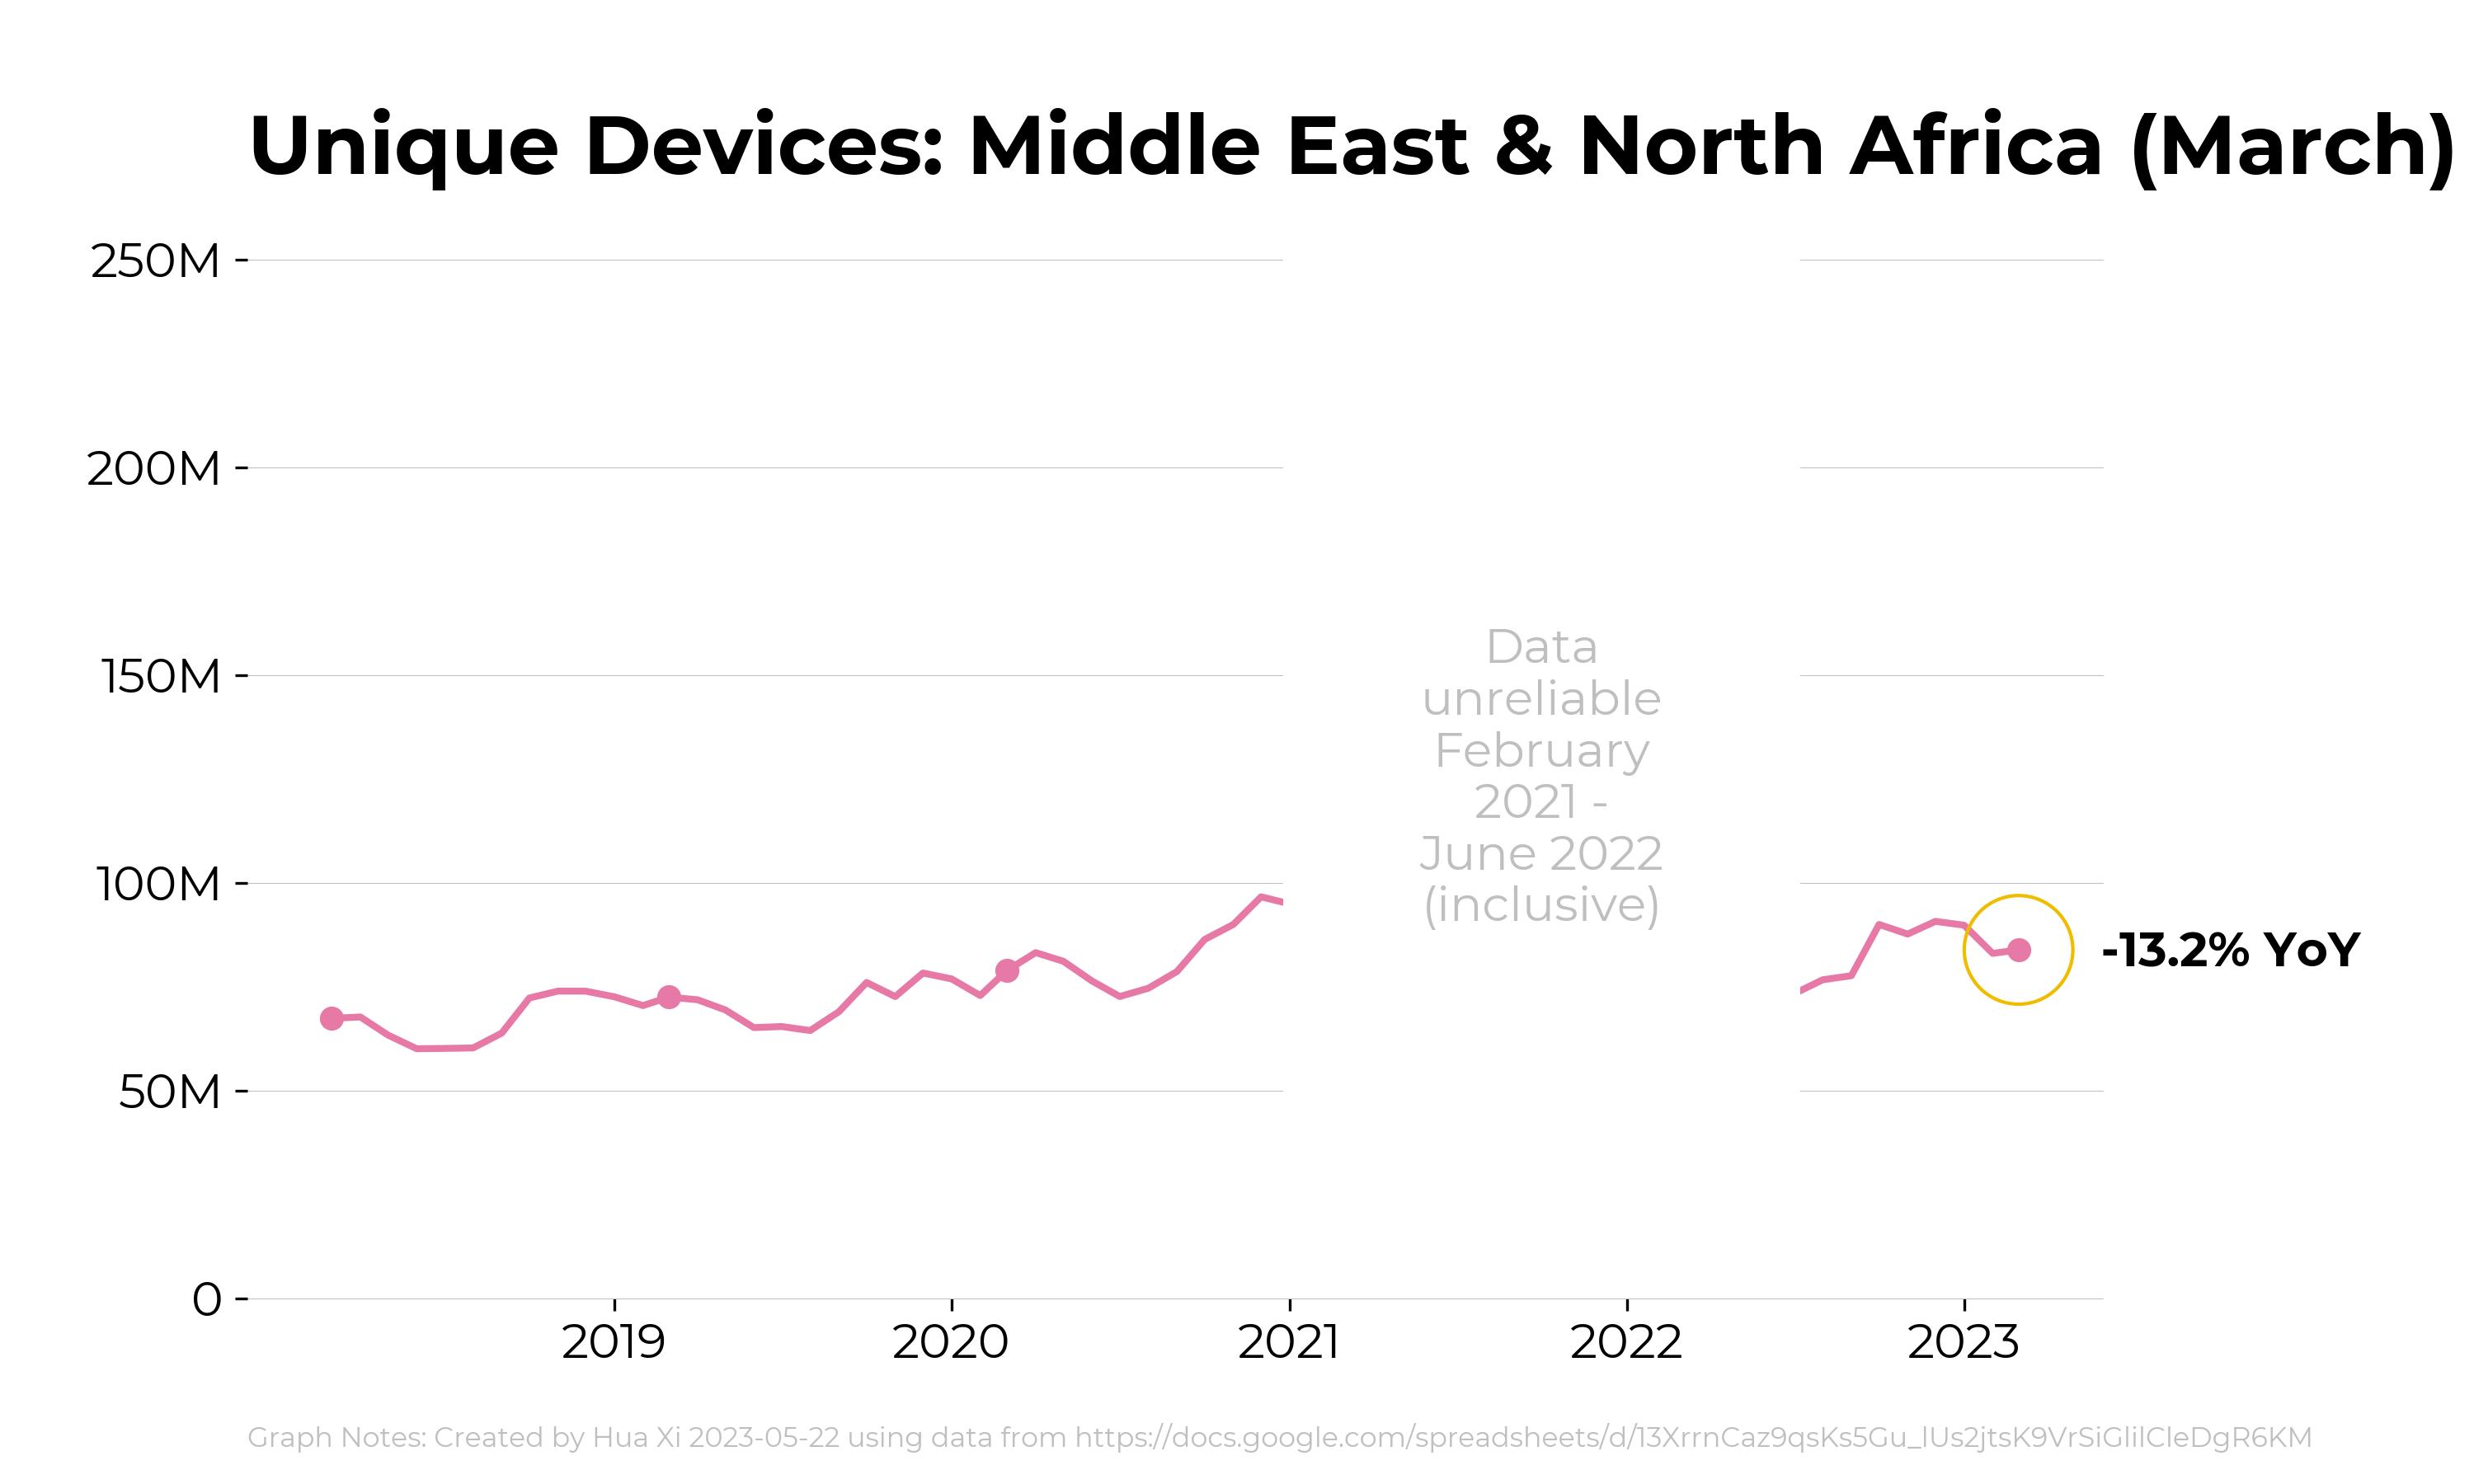 Unique Devices: Middle East & North Africa (March)
250M
200M
150M
100M
50M
0
Data
unreliable
February
2021 -
June 2022
(inclusive)
-13.2% YoY
2019
2020
2021
2022
2023
Graph Notes: Created by Hua Xi 2023-05-22 using data from https://docs.google.com/spreadsheets/d/13XrrnCaz9qsKs5Gu_lUs2jtsK9VrSiGlilCleDgR6KM